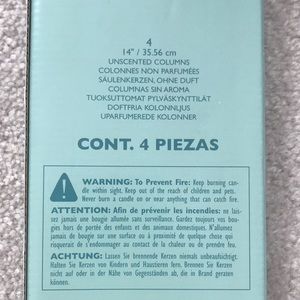 4
14" / 35.56 cm
UNSCENTED COLUMNS
COLONNES NON PARFUMÉES
SÄULENKERZEN, OHNE DUFT
COLUMNAS SIN AROMA
TUOKSUTTOMAT PYLVÄSKYNTTILÄT
DOFTFRIA KOLONNLJUS
UPARFUMEREDE KOLONNER
CONT. 4 PIEZAS
WARNING: To Prevent Fire: Keep burning can-
dle within sight. Keep out of the reach of children and pets.
Never burn a candle on or near anything that can catch fire.
ATTENTION: Afin de prévenir les incendies: ne lais-
sez jamais une bougie allumée sans surveillance. Gardez toujours vos bougies
hors de portée des enfants et des animaux domestiques. N'allumez
jamais de bougie sur une surface ou à proximité de quelque chose qui
risquerait de s'enflammer au contact de la chaleur ou de feu.
ACHTUNG: Lassen Sie brennende Kerzen niemals unbeaufsichtigt.
Halten Sie Kerzen von Kindern und Haustieren fern. Brennen Sie Kerzen
nicht auf oder in der Nähe von Gegenständen ab, die in Brand geraten
können.